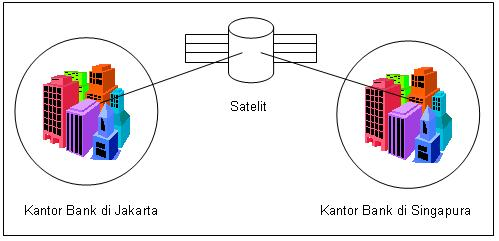 Satelit
Kantor Bank di Jakarta
Kantor Bank di Singapura